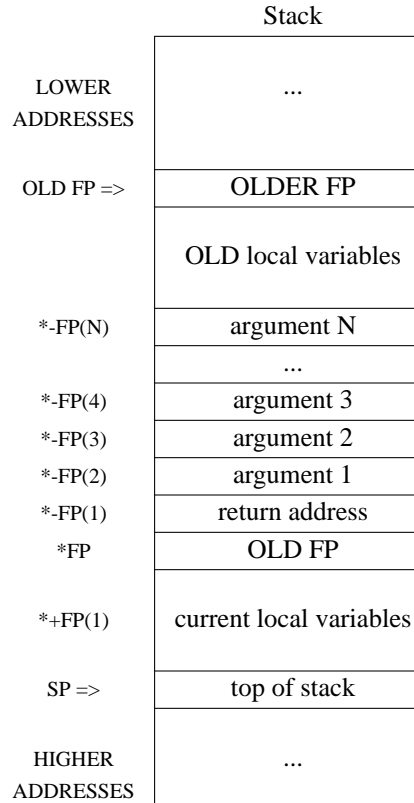 Stack
LOWER
ADDRESSES
...
OLD FP =>
OLDER FP
OLD local variables
*-FP(N)
argument N
...
*-FP(4)
argument 3
*-FP(3)
argument 2
*-FP(2)
argument 1
*-FP(1)
return address
*FP
OLD FP
*+FP(1)
current local variables
SP =>
top of stack
HIGHER
ADDRESSES
...